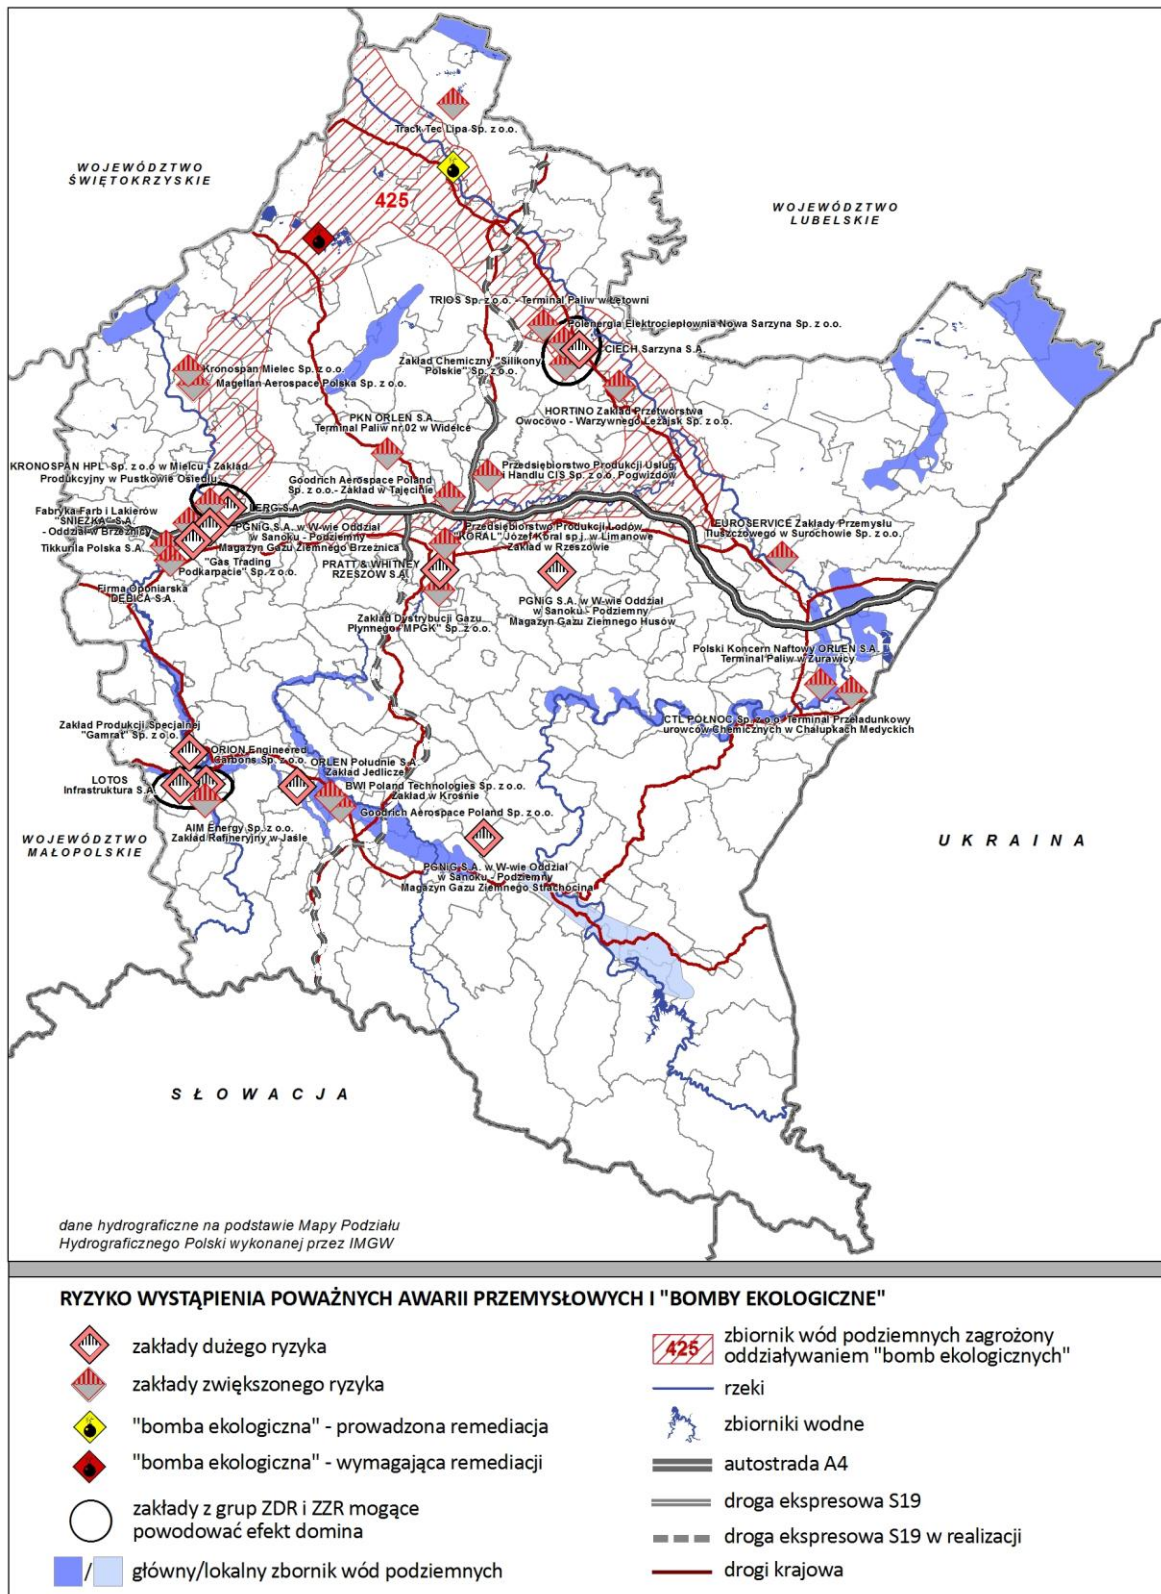 Track Tec Lipa Sp. z o.o.
WOJEWÓDZTWO
ŚWIĘTOKRZYSKIE
425
WOJEWÓDZTWO
LUBELSKIE
TRIOS Sp. z o.o. - Terminal Paliw w Łętowni
Polenergia Elektrociepłownia Nowa Sarzyna Sp. z o.o.
CIECH Sarzyna S.A.
Zakład Chemiczny "Silikony
Polskie" Sp. z o.o.
Kronospan Mielec Sp. z o.o.
Magellan Aerospace Polska Sp. z o.o.
HORTINO Zakład Przetwórstwa
Owocowo - Warzywnego Leżajsk Sp. z o.o.
PKN ORLEN S.A.
Terminal Paliw nr 02 w Widełce
KRONOSPAN HPL Sp. z o.o w Mielcu - Zakład
Produkcyjny w Pustkowie Osiedlu
Goodrich Aerospace Poland
Sp. z o.o.- Zakład w Tajęcinie
Przedsiębiorstwo Produkcji Usług
i Handlu CIS Sp. z o.o. Pogwizdów
LERG S.A.
Fabryka Farb i Lakierów
"ŚNIEŻKA" S.A.
- Oddział w Brzeźnicy
Tikkurila Polska S.A.
PGNiG S.A. w W-wie Oddział
w Sanoku - Podziemny
Magazyn Gazu Ziemnego Brzeźnica
Przedsiębiorstwo Produkcji Lodów
"KORAL" Józef Koral sp j. w Limanowe
Zakład w Rzeszowie
EUROSERVICE Zakłady Przemysłu
Tłuszczowego w Surochowie Sp. z o.o.
"Gas Trading
Podkarpacie" Sp. z o.o.
PRATT & WHITNEY
RZESZÓW S.A.
Firma Oponiarska
DĘBICA S.A.
PGNiG S.A. w W-wie Oddział
w Sanoku - Podziemny
Magazyn Gazu Ziemnego Husów
Zakład Dystrybucji Gazu
Płynnego "MPGK" Sp. z o.o.
Polski Koncern Naftowy ORLEN S.A.
Terminal Paliw w Żurawicy
CTL PÓŁNOC Sp. z o.o. Terminal Przeładunkowy
urowców Chemicznych w Chałupkach Medyckich
Zakład Produkcji Specjalnej
"Gamrat" Sp. z o.o.
ORION Engineered
Carbons Sp. z o.o.
ORLEN Południe S.A.
Zakład Jedlicze
LOTOS
Infrastruktura S.A
BWI Poland Technologies Sp. z o.o.
Zakład w Krośnie
Goodrich Aerospace Poland Sp. z o.o.
AIM Energy Sp. z o.o.
Zakład Rafineryjny w Jaśle
WOJEWÓDZTWO
MAŁOPOLSKIE
UKRAINA
PGNiG S.A. w W-wie Oddział
w Sanoku - Podziemny
Magazyn Gazu Ziemnego Strachocina
SŁOWACJA
dane hydrograficzne na podstawie Mapy Podziału
Hydrograficznego Polski wykonanej przez IMGW
RYZYKO WYSTĄPIENIA POWAŻNYCH AWARII PRZEMYSŁOWYCH I "BOMBY EKOLOGICZNE"
zakłady dużego ryzyka
zakłady zwiększonego ryzyka
"bomba ekologiczna" - prowadzona remediacja
"bomba ekologiczna" - wymagająca remediacji
zakłady z grup ZDR i ZZR mogące
powodować efekt domina
/ główny/lokalny zbornik wód podziemnych
425 zbiornik wód podziemnych zagrożony
oddziaływaniem "bomb ekologicznych"
rzeki
zbiorniki wodne
autostrada A4
droga ekspresowa S19
droga ekspresowa S19 w realizacji
drogi krajowa